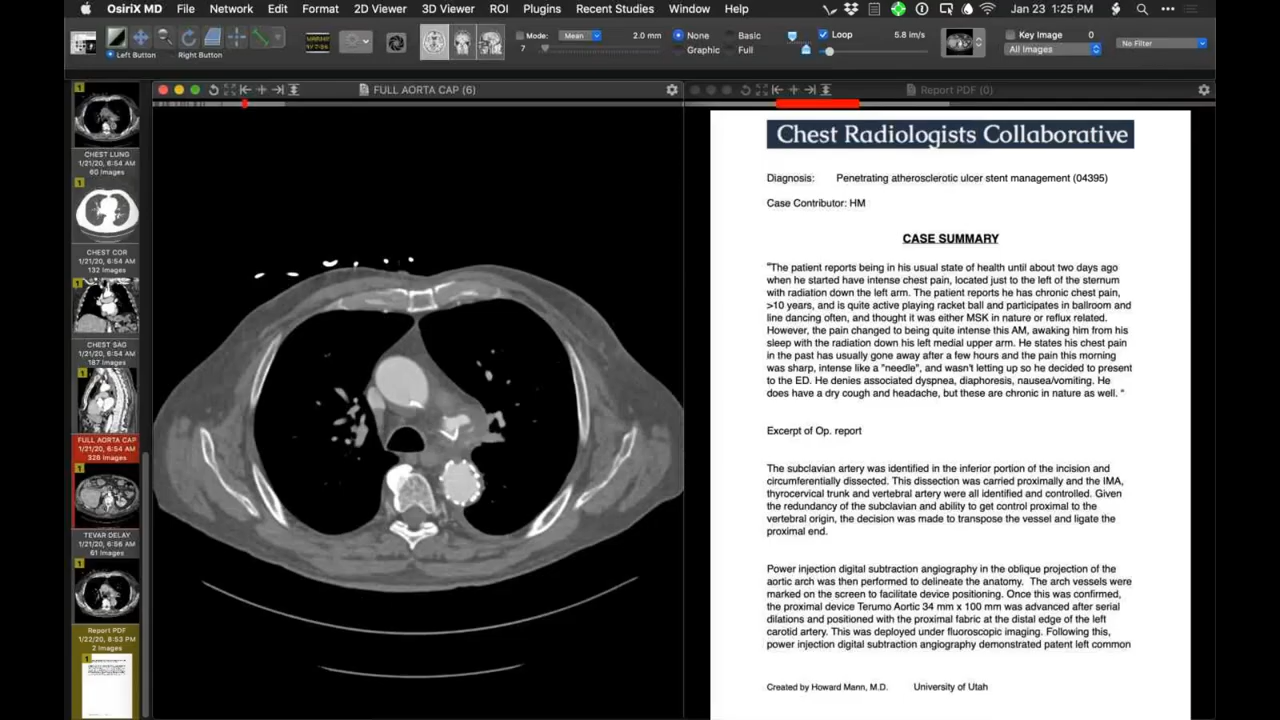 OsiriX MD File Network Edit Format 2D Viewer 3D Viewer ROI Plugins Recent Studies Window Help Jan 23 1:25 PM
Mode: Mean 2.0 mm None Basic Loop 5.8 im/s Key Image 0
7 Graphic Full All Images No Filter
Left Button Right Button
FULL AORTA CAP (6)
Report PDF (0)
1
CHEST LUNG
1/21/20, 6:54 AM
60 Images
1
CHEST COR
1/21/20, 6:54 AM
132 Images
1
CHEST SAG
1/21/20, 6:54 AM
187 Images
1
FULL AORTA CAP
1/21/20, 6:54 AM
326 Images
1
TEVAR DELAY
1/21/20, 6:56 AM
61 Images
1
Report PDF
1/22/20, 8:53 PM
2 Images
1
Chest Radiologists Collaborative
Diagnosis: Penetrating atherosclerotic ulcer stent management (04395)
Case Contributor: HM
CASE SUMMARY
"The patient reports being in his usual state of health until about two days ago
when he started have intense chest pain, located just to the left of the sternum
with radiation down the left arm. The patient reports he has chronic chest pain,
>10 years, and is quite active playing racket ball and participates in ballroom and
line dancing often, and thought it was either MSK in nature or reflux related.
However, the pain changed to being quite intense this AM, awaking him from his
sleep with the radiation down his left medial upper arm. He states his chest pain
in the past has usually gone away after a few hours and the pain this morning
was sharp, intense like a "needle", and wasn't letting up so he decided to present
to the ED. He denies associated dyspnea, diaphoresis, nausea/vomiting. He
does have a dry cough and headache, but these are chronic in nature as well. "
Excerpt of Op. report
The subclavian artery was identified in the inferior portion of the incision and
circumferentially dissected. This dissection was carried proximally and the IMA,
thyrocervical trunk and vertebral artery were all identified and controlled. Given
the redundancy of the subclavian and ability to get control proximal to the
vertebral origin, the decision was made to transpose the vessel and ligate the
proximal end.
Power injection digital subtraction angiography in the oblique projection of the
aortic arch was then performed to delineate the anatomy. The arch vessels were
marked on the screen to facilitate device positioning. Once this was confirmed,
the proximal device Terumo Aortic 34 mm x 100 mm was advanced after serial
dilations and positioned with the proximal fabric at the distal edge of the left
carotid artery. This was deployed under fluoroscopic imaging. Following this,
power injection digital subtraction angiography demonstrated patent left common
Created by Howard Mann, M.D. University of Utah